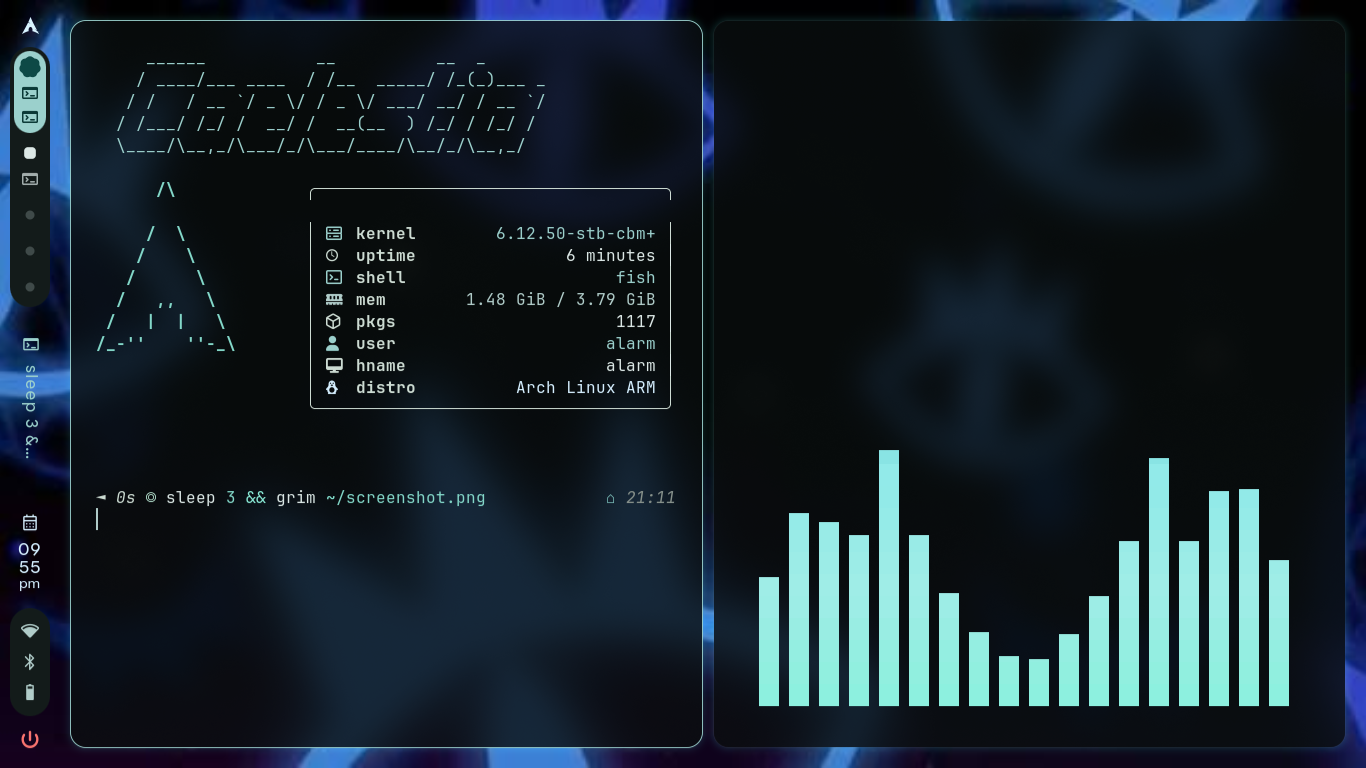 Caelestia
kernel 6.12.50-stb-cbm+
uptime 6 minutes
shell fish
mem 1.48 GiB / 3.79 GiB
pkgs 1117
user alarm
hname alarm
distro Arch Linux ARM
◄ 0s ◎ sleep 3 && grim ~/screenshot.png ⌂ 21:11
sleep 3 &...
09
55
pm